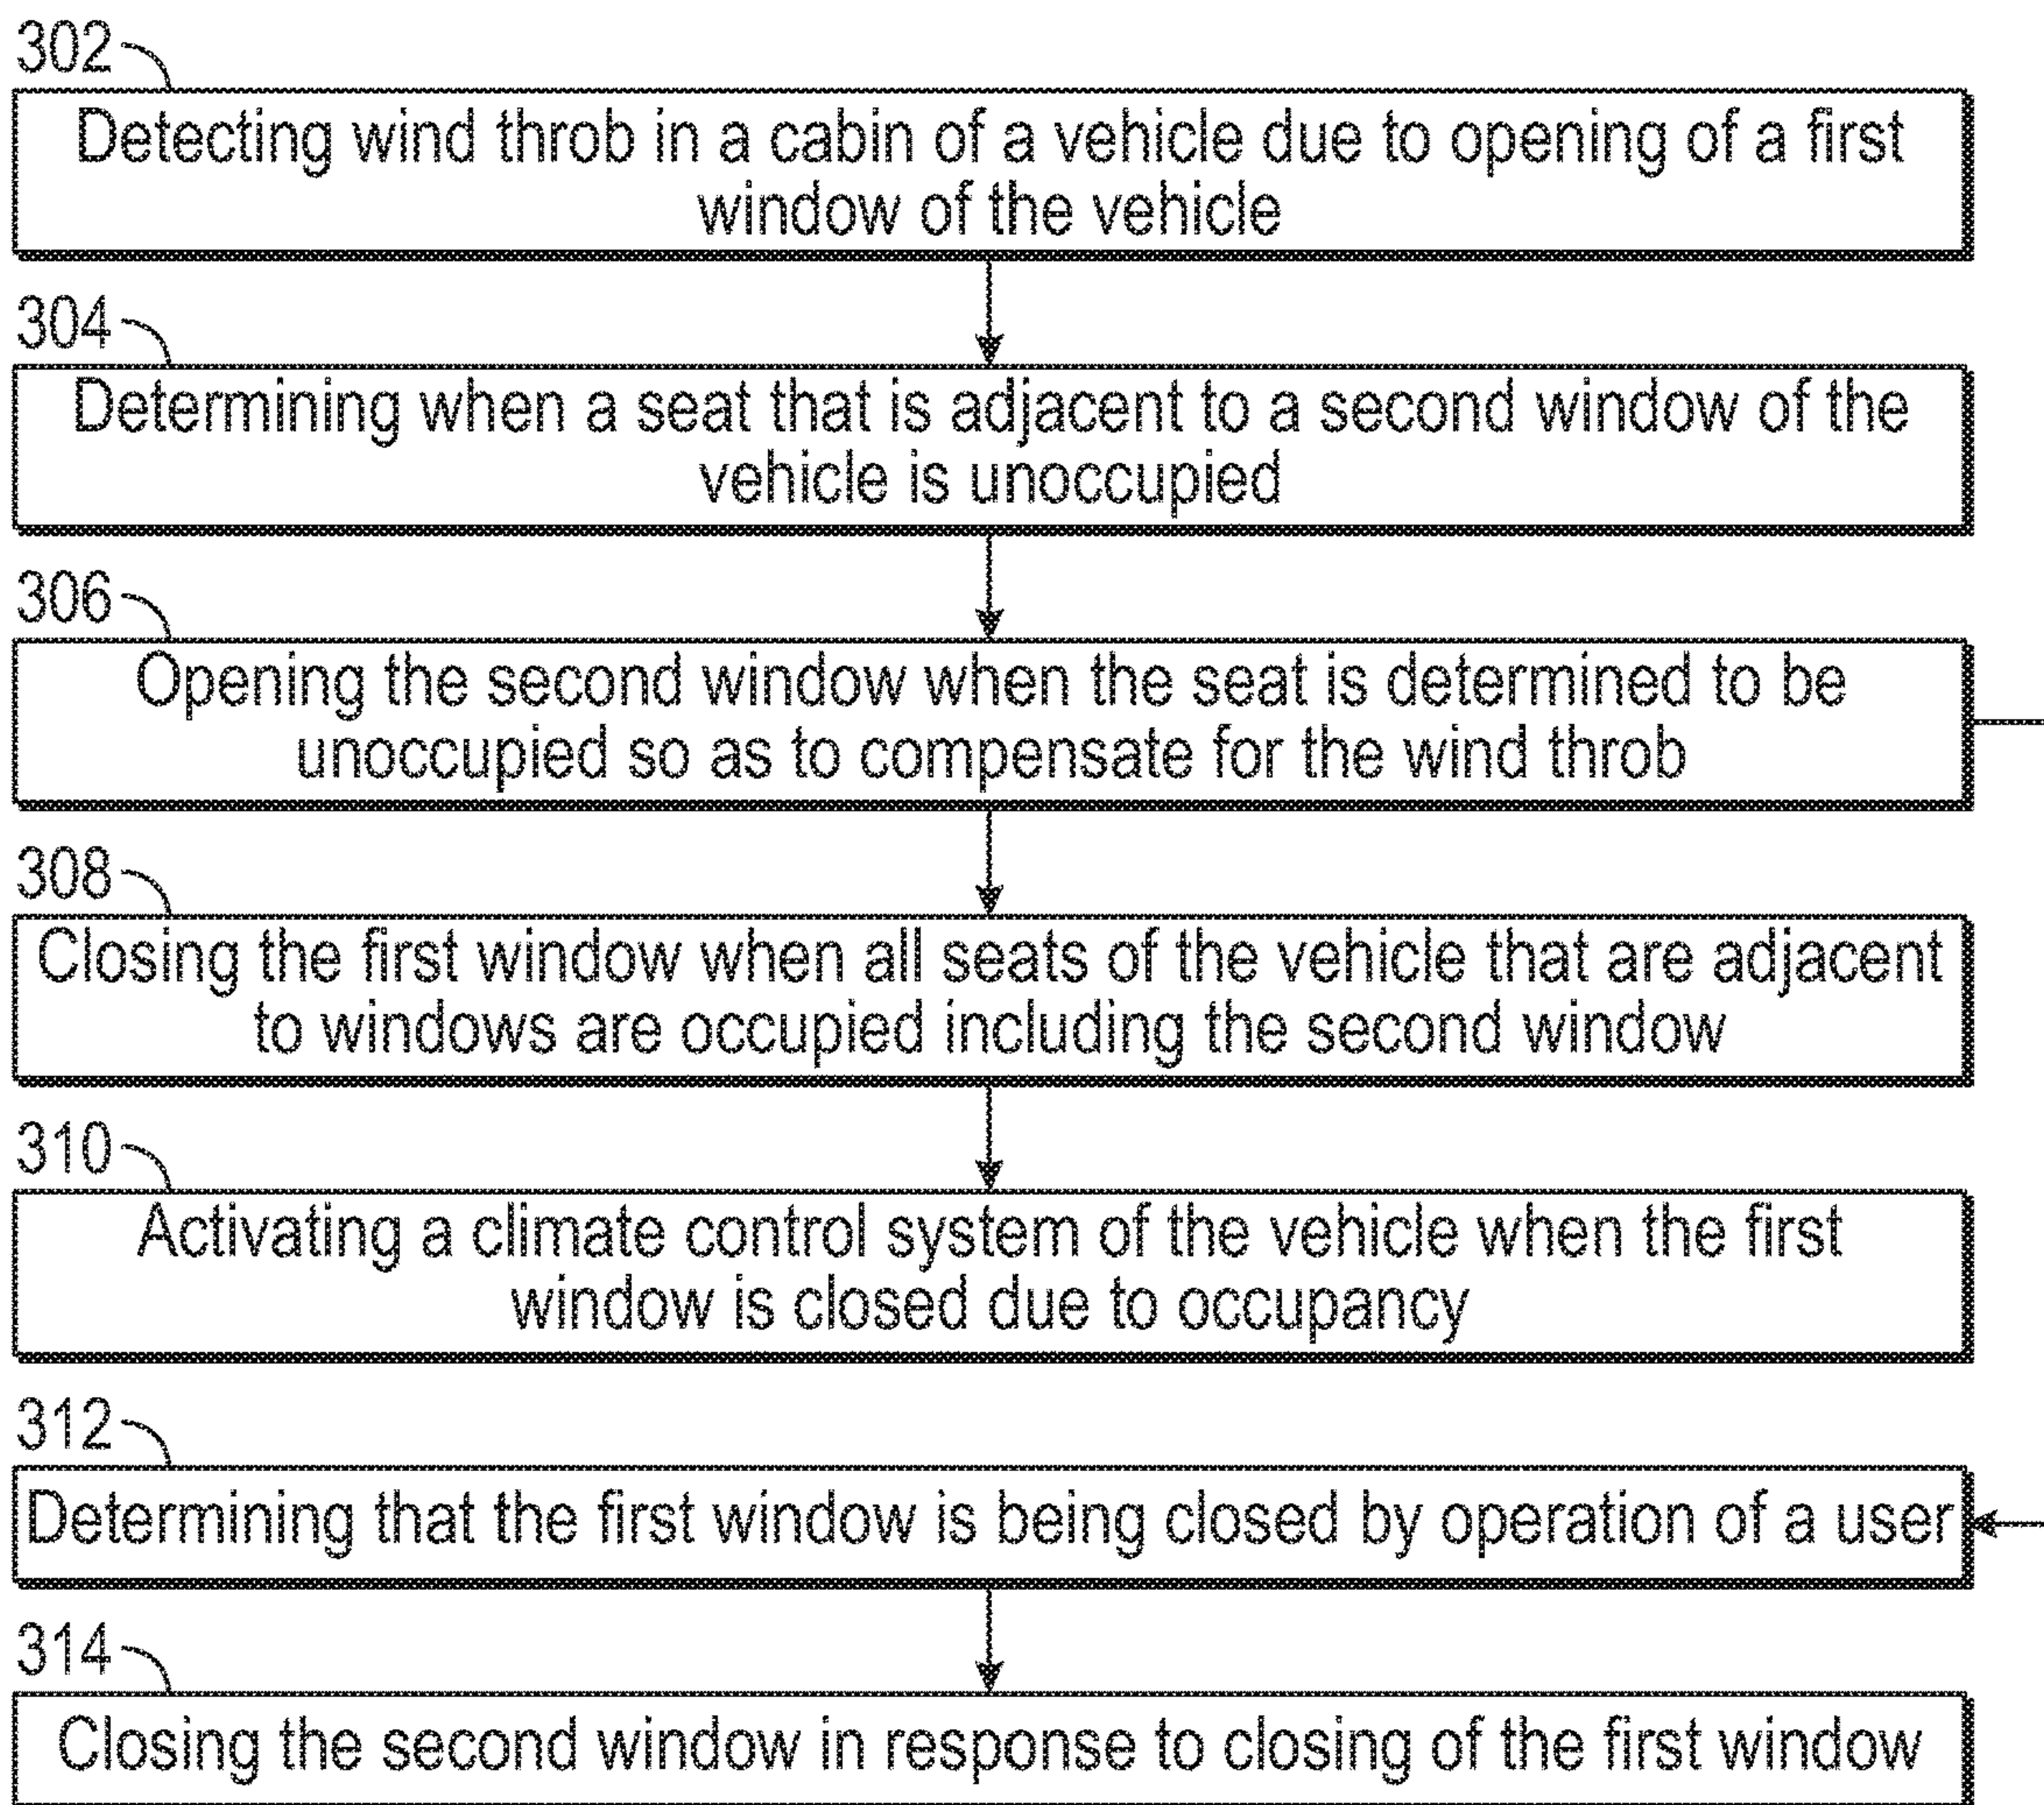 302
Detecting wind throb in a cabin of a vehicle due to opening of a first
window of the vehicle
304
Determining when a seat that is adjacent to a second window of the
vehicle is unoccupied
306
Opening the second window when the seat is determined to be
unoccupied so as to compensate for the wind throb
308
Closing the first window when all seats of the vehicle that are adjacent
to windows are occupied including the second window
310
Activating a climate control system of the vehicle when the first
window is closed due to occupancy
312
Determining that the first window is being closed by operation of a user
314
Closing the second window in response to closing of the first window